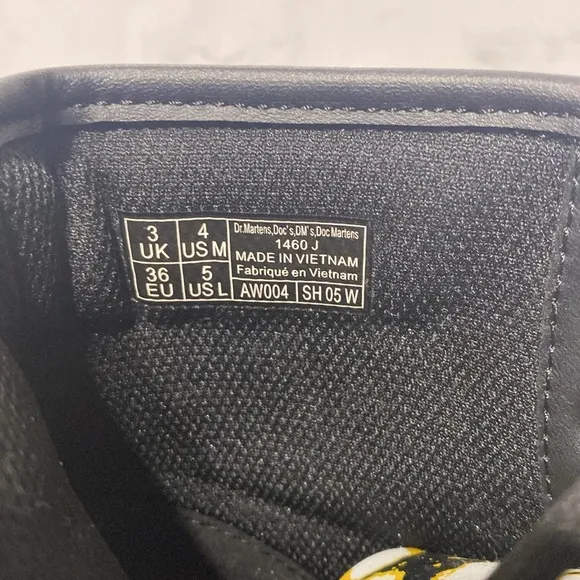 3 UK
4 US M
36 EU
5 US L
Dr.Martens,Doc's,DM's,Doc Martens
1460 J
MADE IN VIETNAM
Fabriqué en Vietnam
AW004 SH 05 W